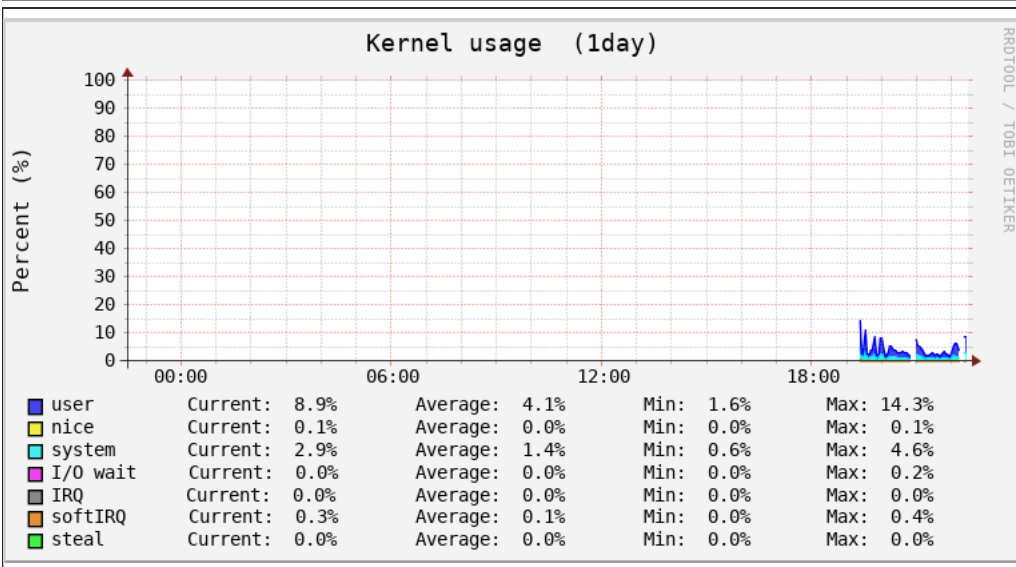 Kernel usage (1day)
RRDTOOL / TOBI OETIKER
Percent (%)
100
90
80
70
60
50
40
30
20
10
0
00:00 06:00 12:00 18:00
user Current: 8.9% Average: 4.1% Min: 1.6% Max: 14.3%
nice Current: 0.1% Average: 0.0% Min: 0.0% Max: 0.1%
system Current: 2.9% Average: 1.4% Min: 0.6% Max: 4.6%
I/O wait Current: 0.0% Average: 0.0% Min: 0.0% Max: 0.2%
IRQ Current: 0.0% Average: 0.0% Min: 0.0% Max: 0.0%
softIRQ Current: 0.3% Average: 0.1% Min: 0.0% Max: 0.4%
steal Current: 0.0% Average: 0.0% Min: 0.0% Max: 0.0%